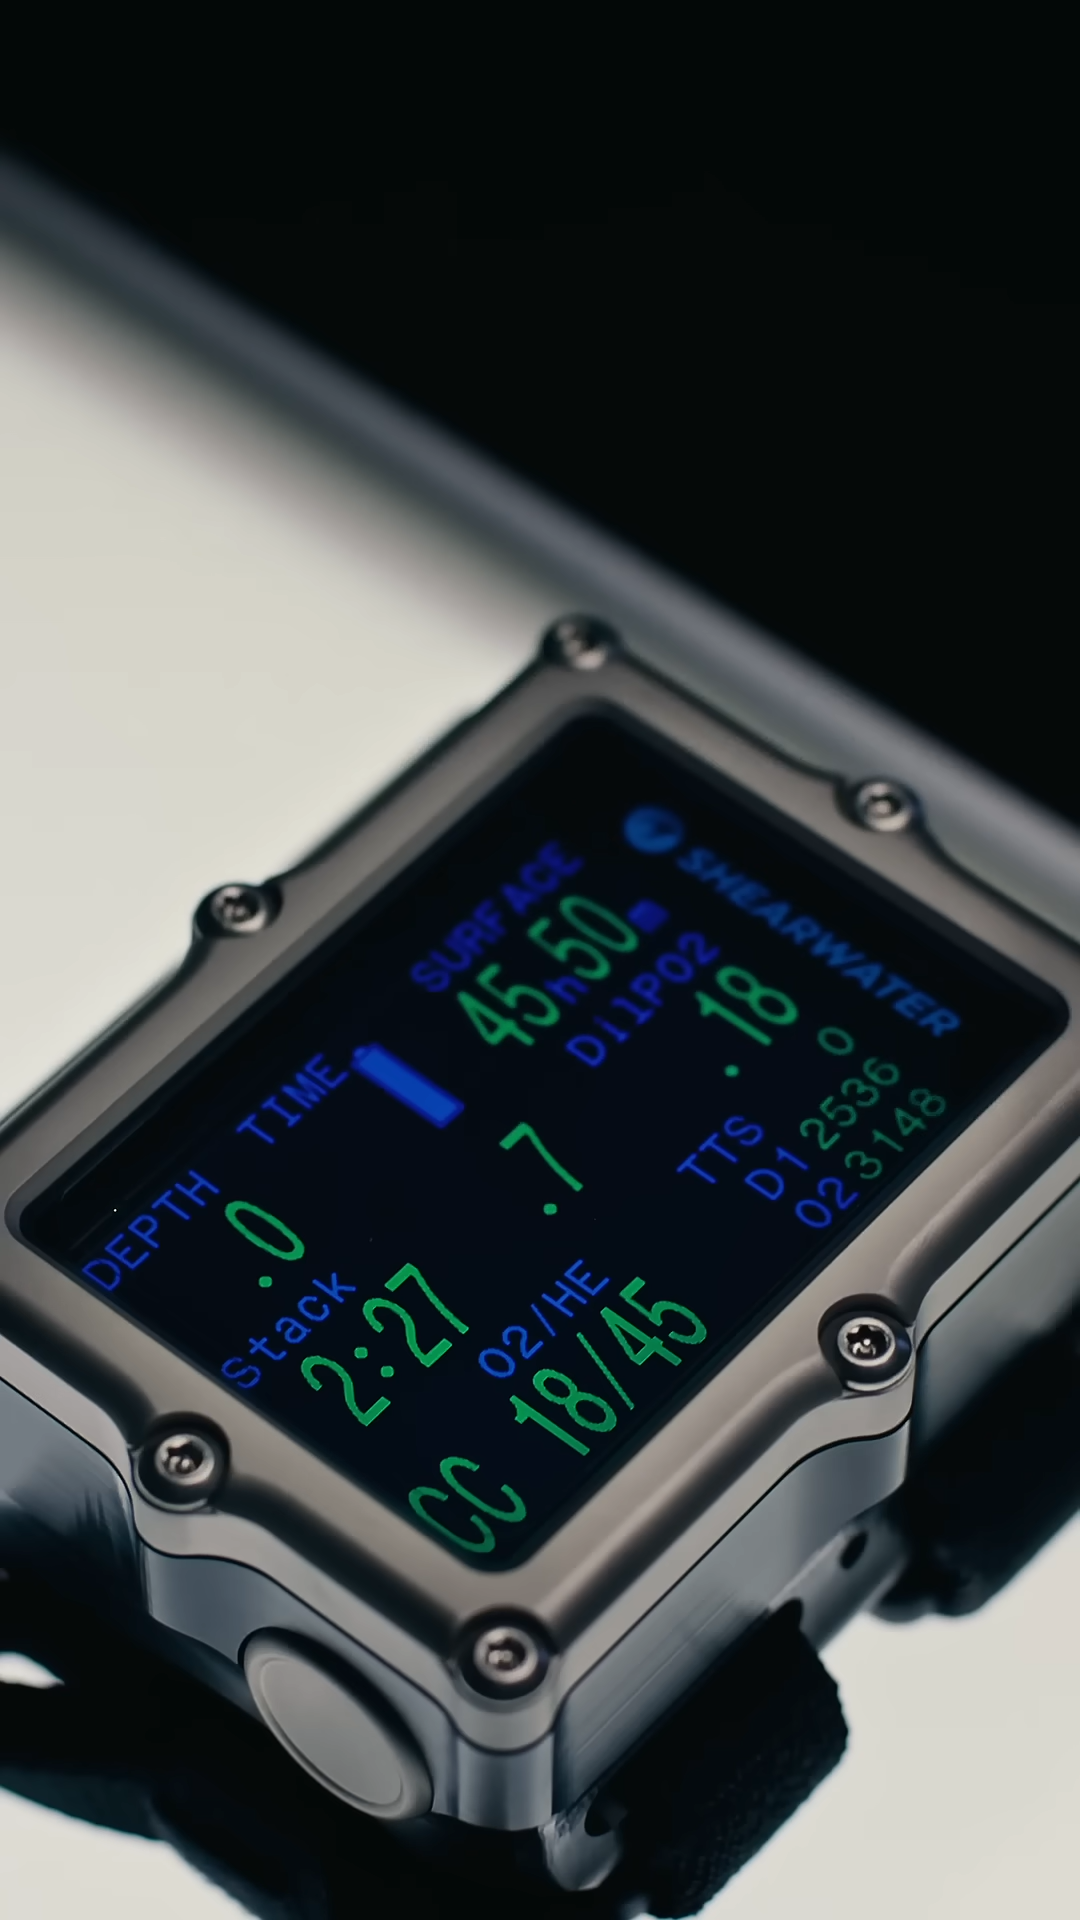 SHEARWATER
DEPTH TIME SURFACE
.0 45h50m
Stack DilPO2
2:27 .7 .18
O2/HE TTS 0
CC 18/45 D1 2536
O2 3148